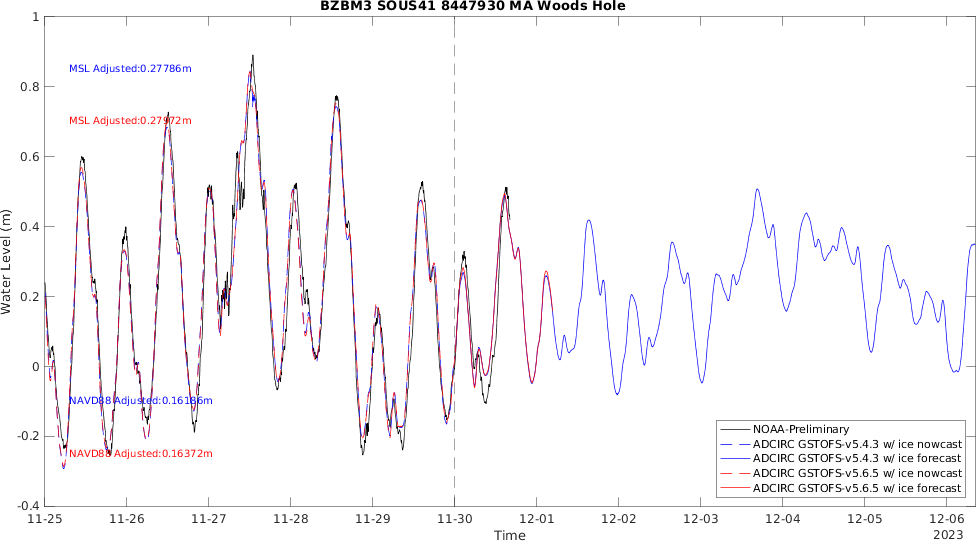 BZBM3 SOUS41 8447930 MA Woods Hole
1
0.8
0.6
0.4
0.2
0
-0.2
-0.4
Water Level (m)
MSL Adjusted:0.27786m
MSL Adjusted:0.27972m
NAVD88 Adjusted:0.16186m
NAVD88 Adjusted:0.16372m
NOAA-Preliminary
ADCIRC GSTOFS-v5.4.3 w/ ice nowcast
ADCIRC GSTOFS-v5.4.3 w/ ice forecast
ADCIRC GSTOFS-v5.6.5 w/ ice nowcast
ADCIRC GSTOFS-v5.6.5 w/ ice forecast
11-25 11-26 11-27 11-28 11-29 11-30 12-01 12-02 12-03 12-04 12-05 12-06
2023
Time